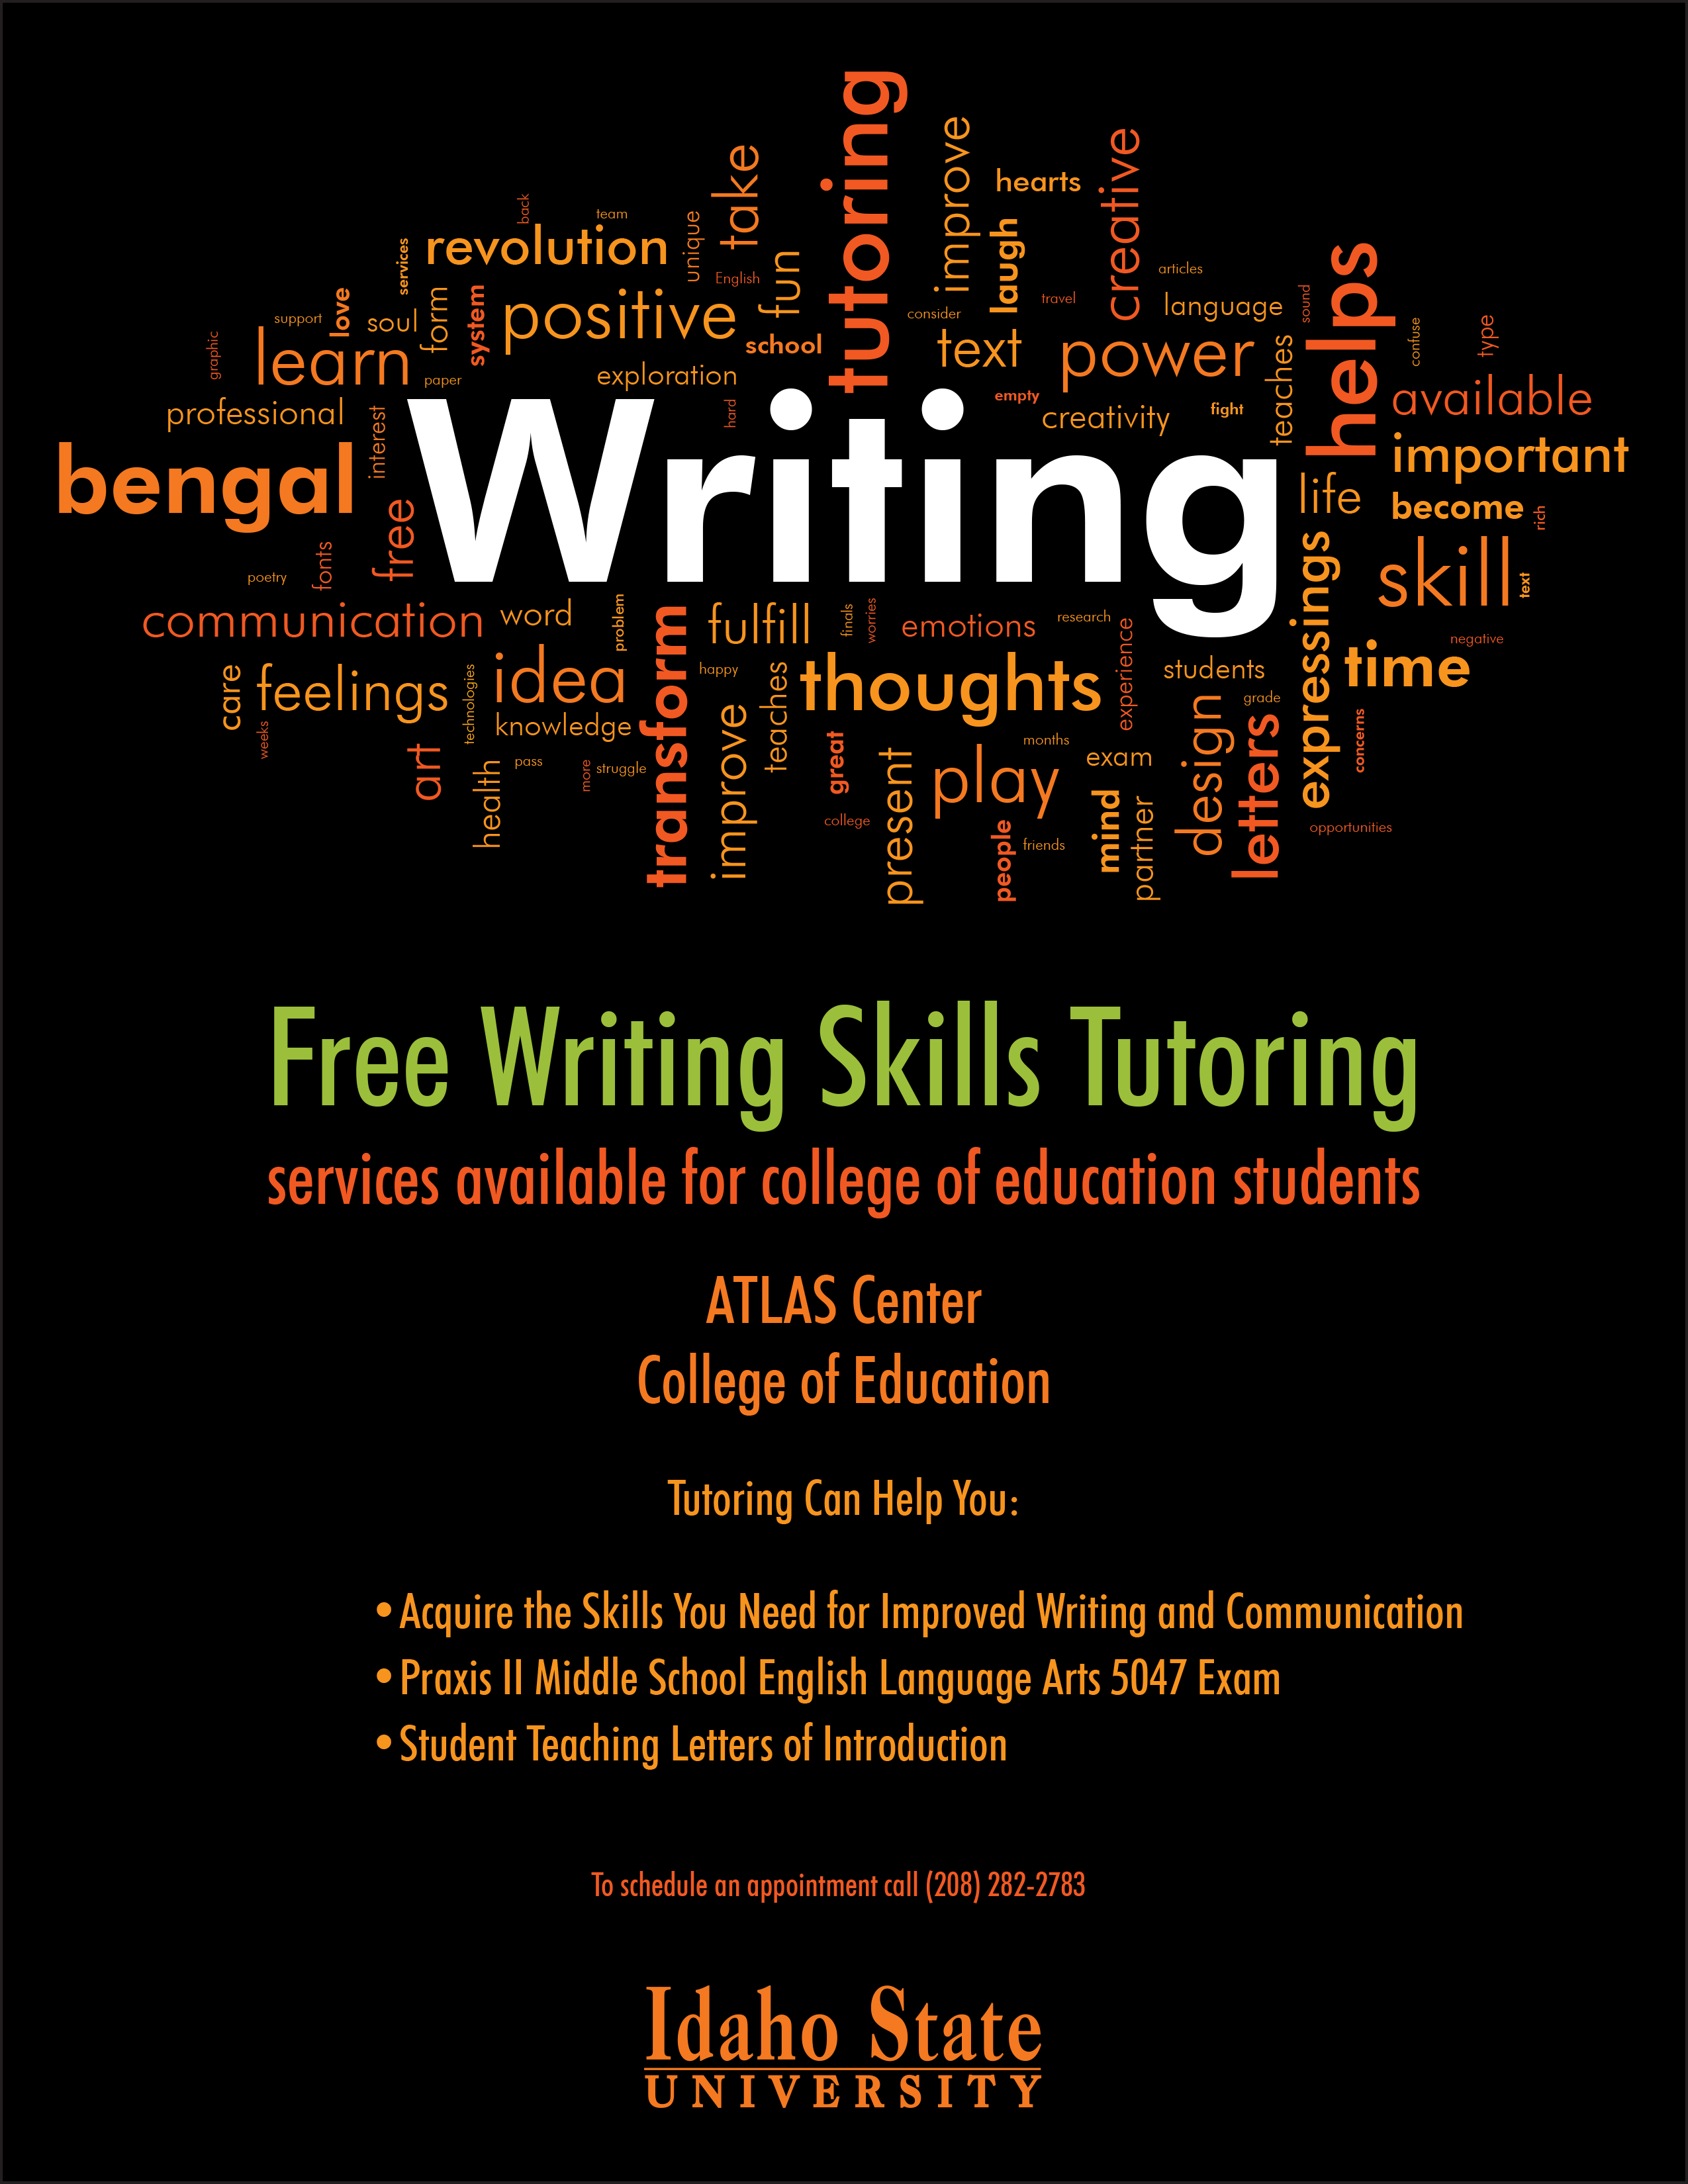 tutoring
improve
hearts
creative
take
back
team
unique
revolution
services
English
fun
laugh
articles
helps
love
support
soul
form
system
positive
consider
travel
language
sound
confuse
type
graphic
learn
paper
school
text
power
teaches
exploration
professional
interest
hard
empty
creativity
fight
available
important
bengal
Writing
life
become
rich
free
fonts
poetry
expressings
skill
text
communication
word
problem
transform
fulfill
finals
worries
emotions
research
experience
negative
time
care
feelings
technologies
idea
happy
teaches
thoughts
students
grade
weeks
knowledge
improve
great
months
design
letters
concerns
art
health
pass
more
struggle
present
play
exam
college
people
friends
mind
partner
opportunities
Free Writing Skills Tutoring
services available for college of education students
ATLAS Center
College of Education
Tutoring Can Help You:
•Acquire the Skills You Need for Improved Writing and Communication
•Praxis II Middle School English Language Arts 5047 Exam
•Student Teaching Letters of Introduction
To schedule an appointment call (208) 282-2783
Idaho State
UNIVERSITY